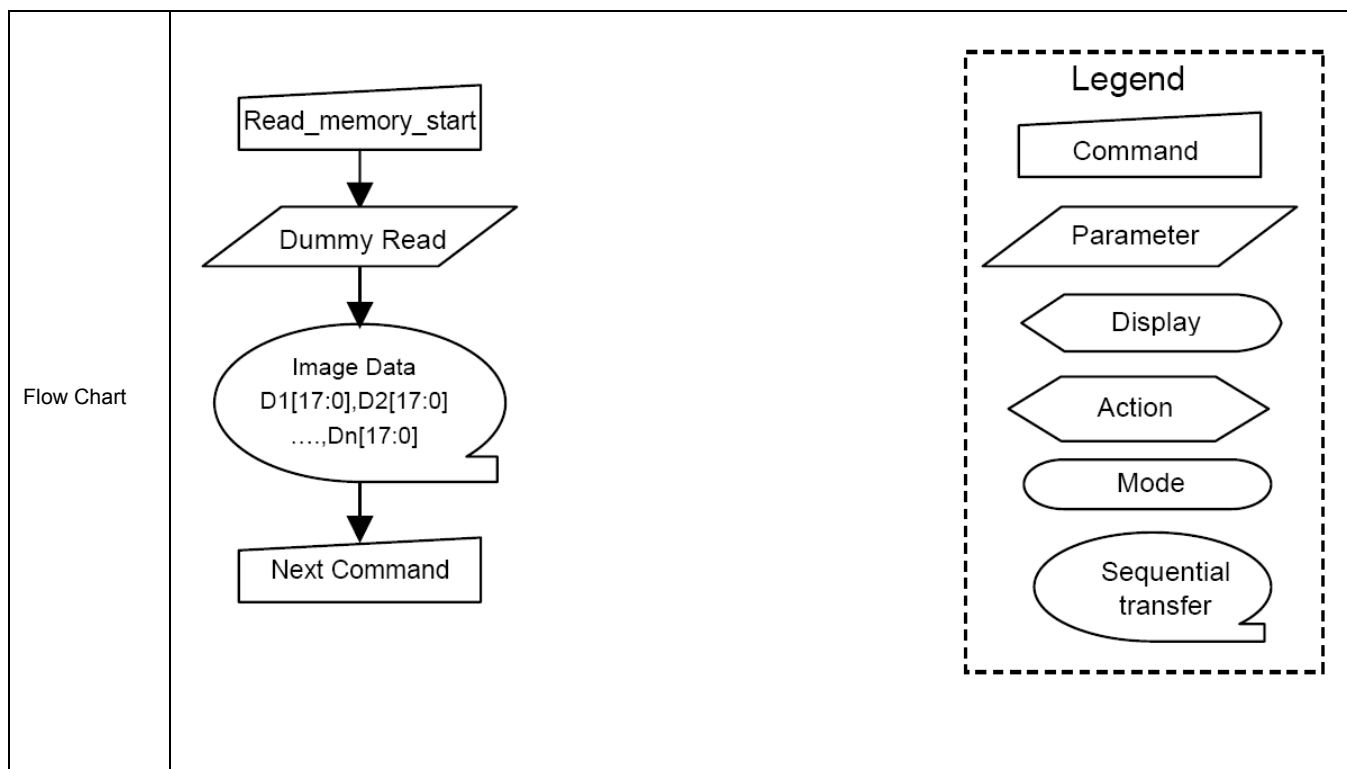 Flow Chart
Read_memory_start
Dummy Read
Image Data
D1[17:0],D2[17:0]
....,Dn[17:0]
Next Command
Legend
Command
Parameter
Display
Action
Mode
Sequential
transfer